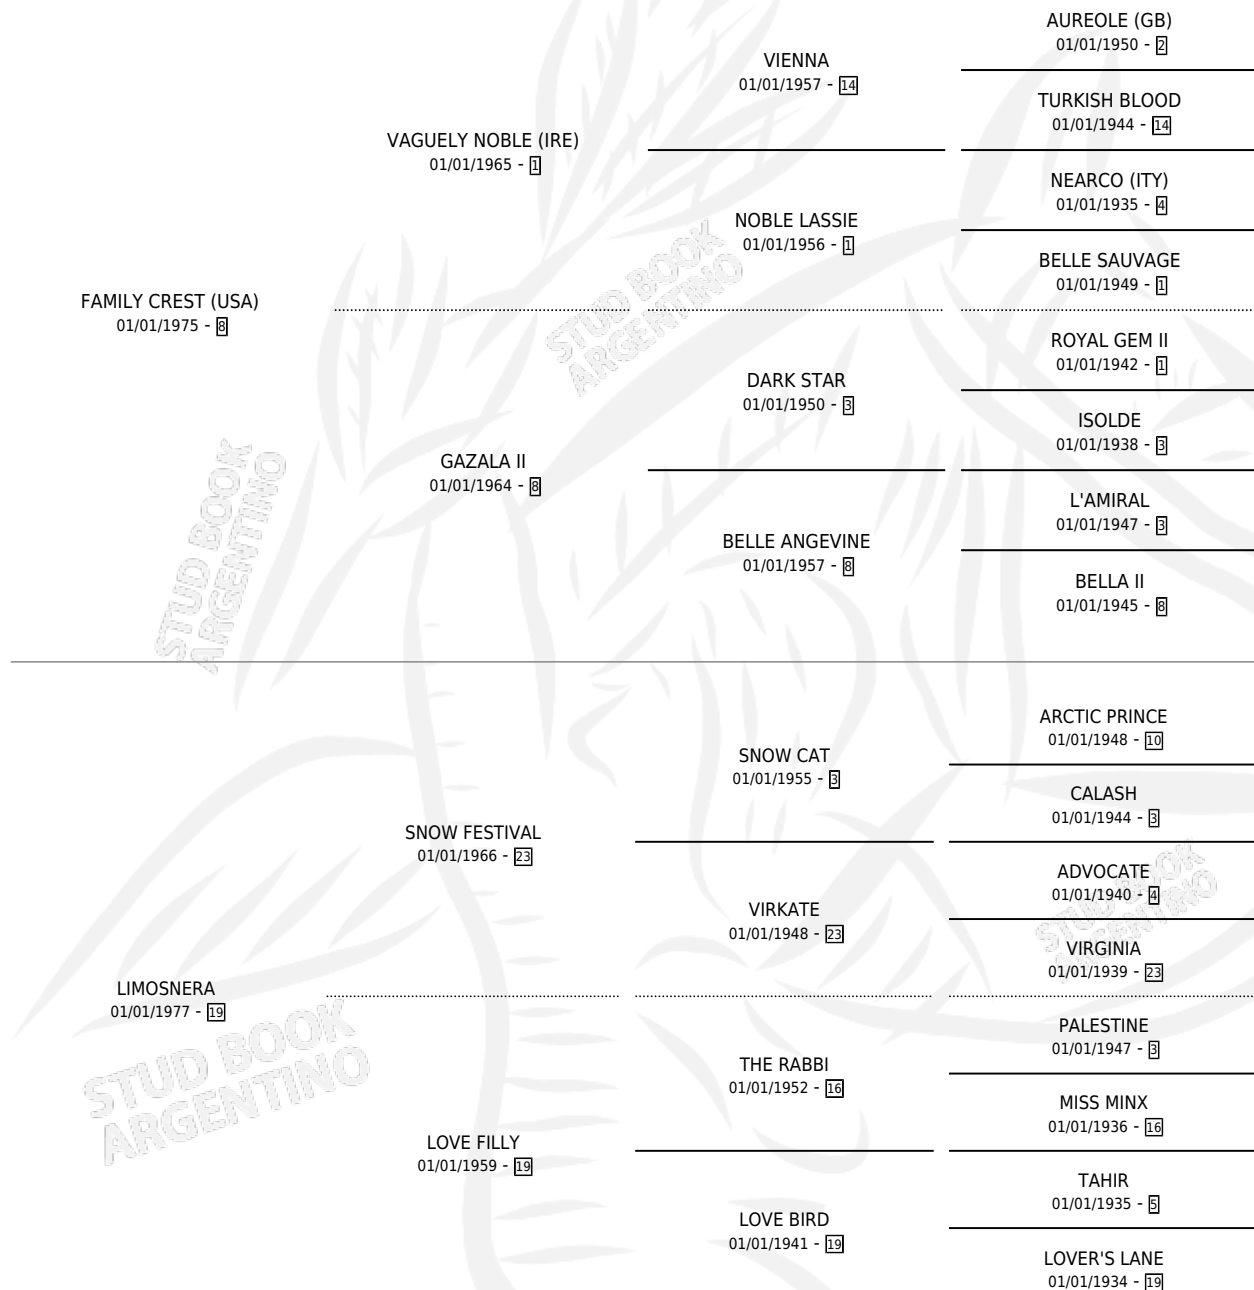 AUREOLE (GB)
01/01/1950 - 2
VIENNA
01/01/1957 - 14
TURKISH BLOOD
01/01/1944 - 14
VAGUELY NOBLE (IRE)
01/01/1965 - 1
NEARCO (ITY)
01/01/1935 - 4
NOBLE LASSIE
01/01/1956 - 1
BELLE SAUVAGE
01/01/1949 - 1
FAMILY CREST (USA)
01/01/1975 - 8
STUD BOOK
ARGENTINO
ROYAL GEM II
01/01/1942 - 1
DARK STAR
01/01/1950 - 3
ISOLDE
01/01/1938 - 3
GAZALA II
01/01/1964 - 8
L'AMIRAL
01/01/1947 - 3
BELLE ANGEVINE
01/01/1957 - 8
BELLA II
01/01/1945 - 8
STUD BOOK
ARGENTINO
ARCTIC PRINCE
01/01/1948 - 10
SNOW CAT
01/01/1955 - 3
CALASH
01/01/1944 - 3
SNOW FESTIVAL
01/01/1966 - 23
ADVOCATE
01/01/1940 - 4
VIRKATE
01/01/1948 - 23
VIRGINIA
01/01/1939 - 23
STUD BOOK
ARGENTINO
LIMOSNERA
01/01/1977 - 19
STUD BOOK
ARGENTINO
PALESTINE
01/01/1947 - 3
THE RABBI
01/01/1952 - 16
MISS MINX
01/01/1936 - 16
LOVE FILLY
01/01/1959 - 19
TAHIR
01/01/1935 - 5
LOVE BIRD
01/01/1941 - 19
LOVER'S LANE
01/01/1934 - 19